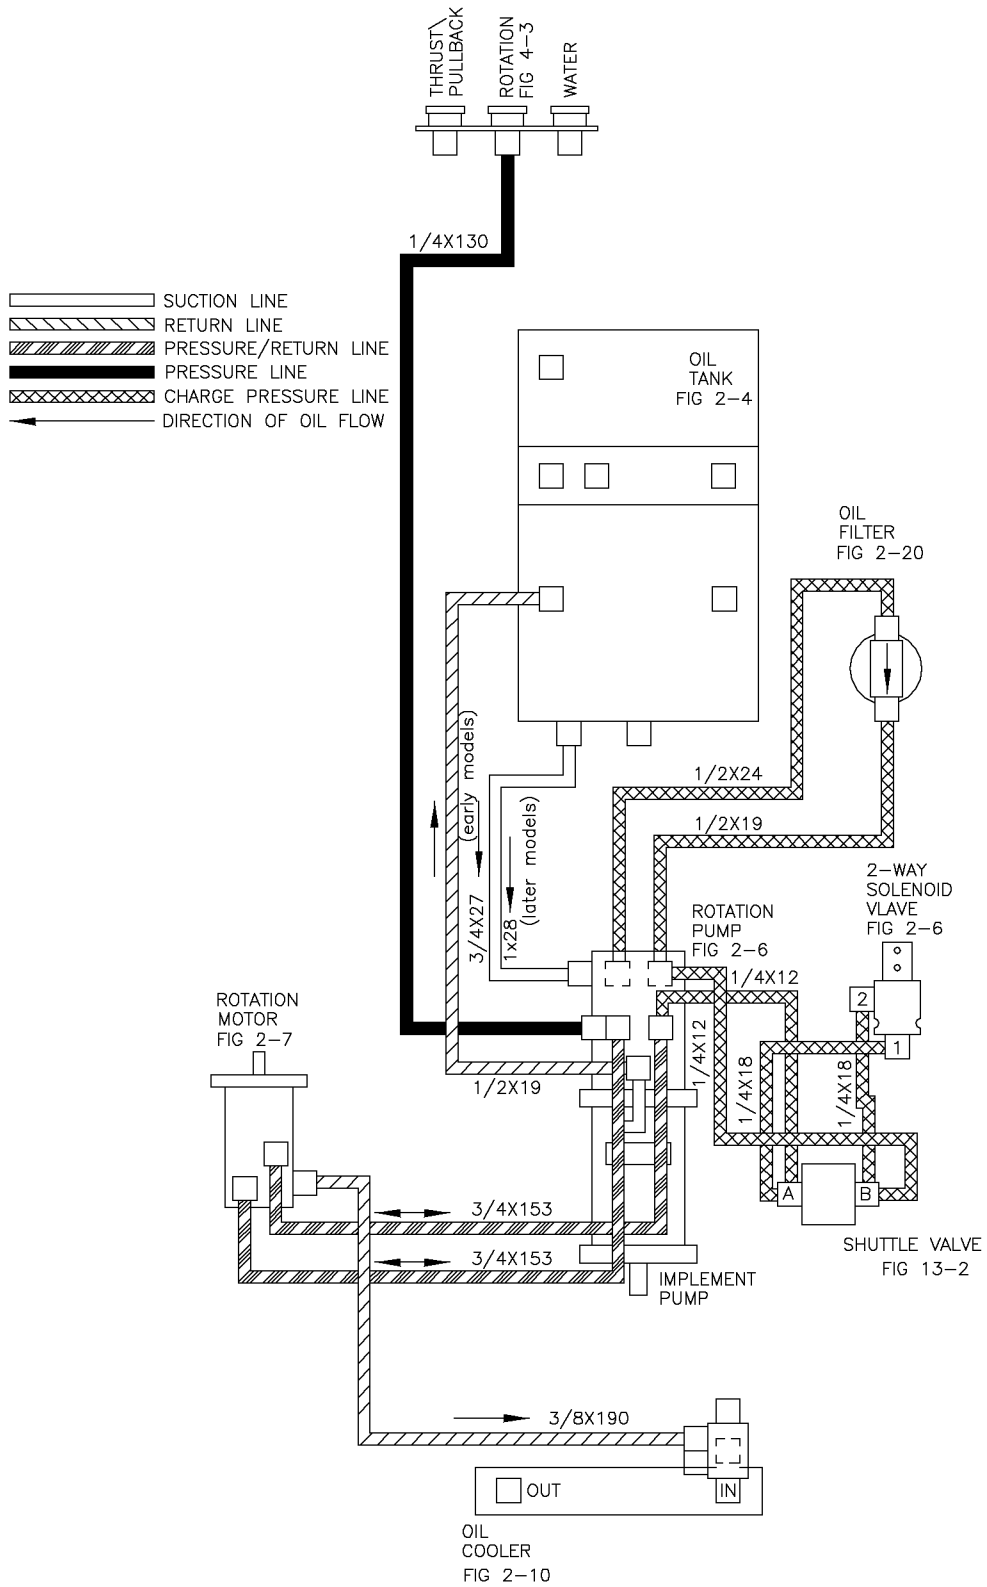 THRUST\
PULLBACK
ROTATION
FIG 4-3
WATER
1/4X130
SUCTION LINE
RETURN LINE
PRESSURE/RETURN LINE
PRESSURE LINE
CHARGE PRESSURE LINE
DIRECTION OF OIL FLOW
OIL
TANK
FIG 2-4
OIL
FILTER
FIG 2-20
(early models)
3/4X27
(later models)
1x28
1/2X24
1/2X19
2-WAY
SOLENOID
VLAVE
FIG 2-6
ROTATION
PUMP
FIG 2-6
1/4X12
2
1
ROTATION
MOTOR
FIG 2-7
1/4X12
1/4X18
1/4X18
1/2X19
A
B
3/4X153
3/4X153
SHUTTLE VALVE
FIG 13-2
IMPLEMENT
PUMP
3/8X190
OUT
IN
OIL
COOLER
FIG 2-10